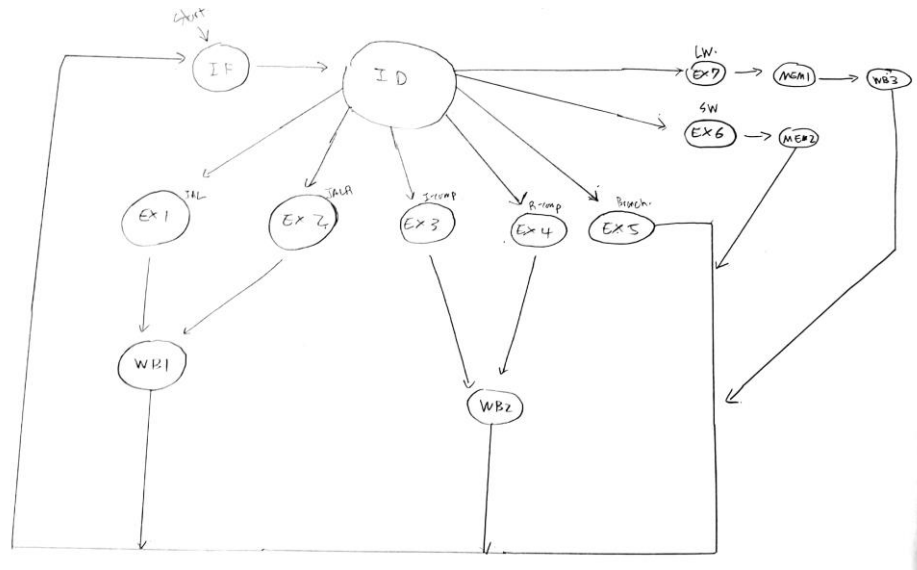 start
IF
ID
LW.
EX7
MEM1
WB3
SW
EX6
MEM2
JAL
EX1
JALR
EX2
I-comp
EX3
R-comp
EX4
Branch.
EX5
WB1
WB2